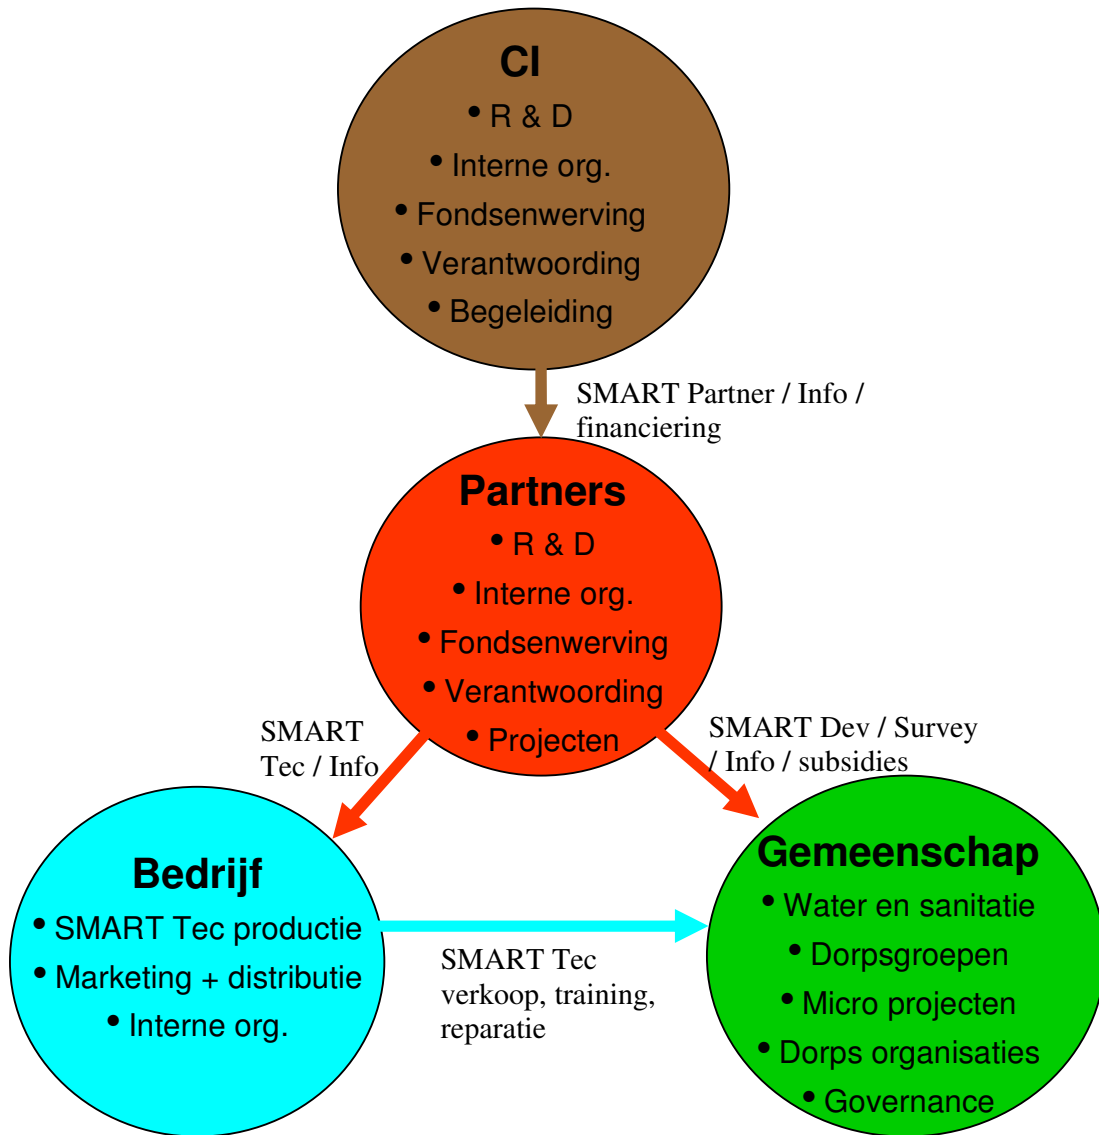 CI
• R & D
• Interne org.
• Fondsenwerving
• Verantwoording
• Begeleiding
SMART Partner / Info /
financiering
Partners
• R & D
• Interne org.
• Fondsenwerving
• Verantwoording
• Projecten
SMART
Tec / Info
SMART Dev / Survey
/ Info / subsidies
Bedrijf
• SMART Tec productie
• Marketing + distributie
• Interne org.
SMART Tec
verkoop, training,
reparatie
Gemeenschap
• Water en sanitatie
• Dorpsgroepen
• Micro projecten
• Dorps organisaties
• Governance